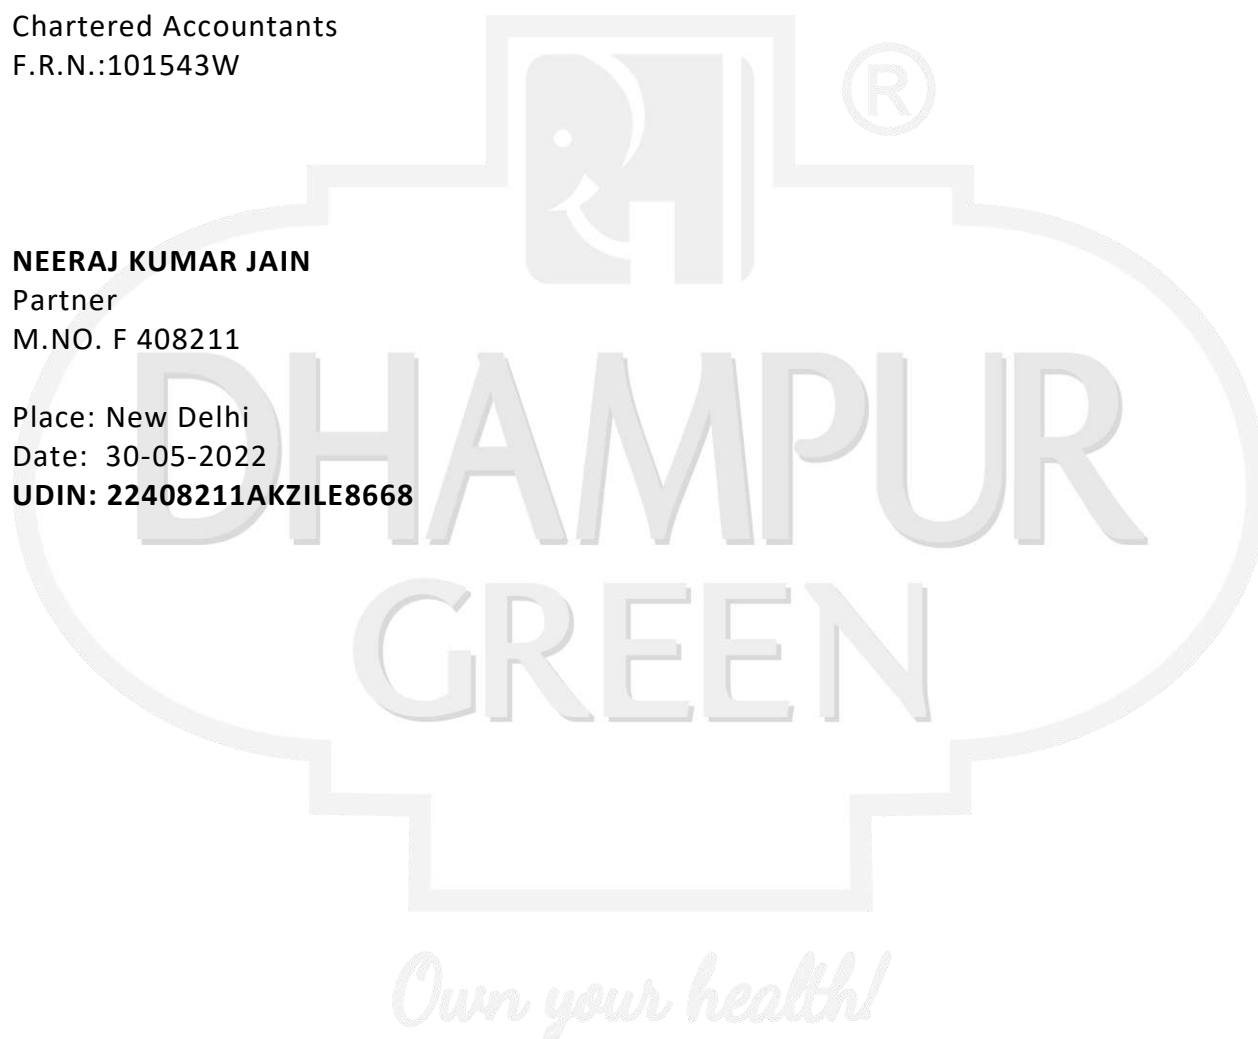 Chartered Accountants
F.R.N.:101543W
®
NEERAJ KUMAR JAIN
Partner
M.NO. F 408211
Place: New Delhi
Date: 30-05-2022
UDIN: 22408211AKZILE8668
DHAMPUR
GREEN
Own your health!